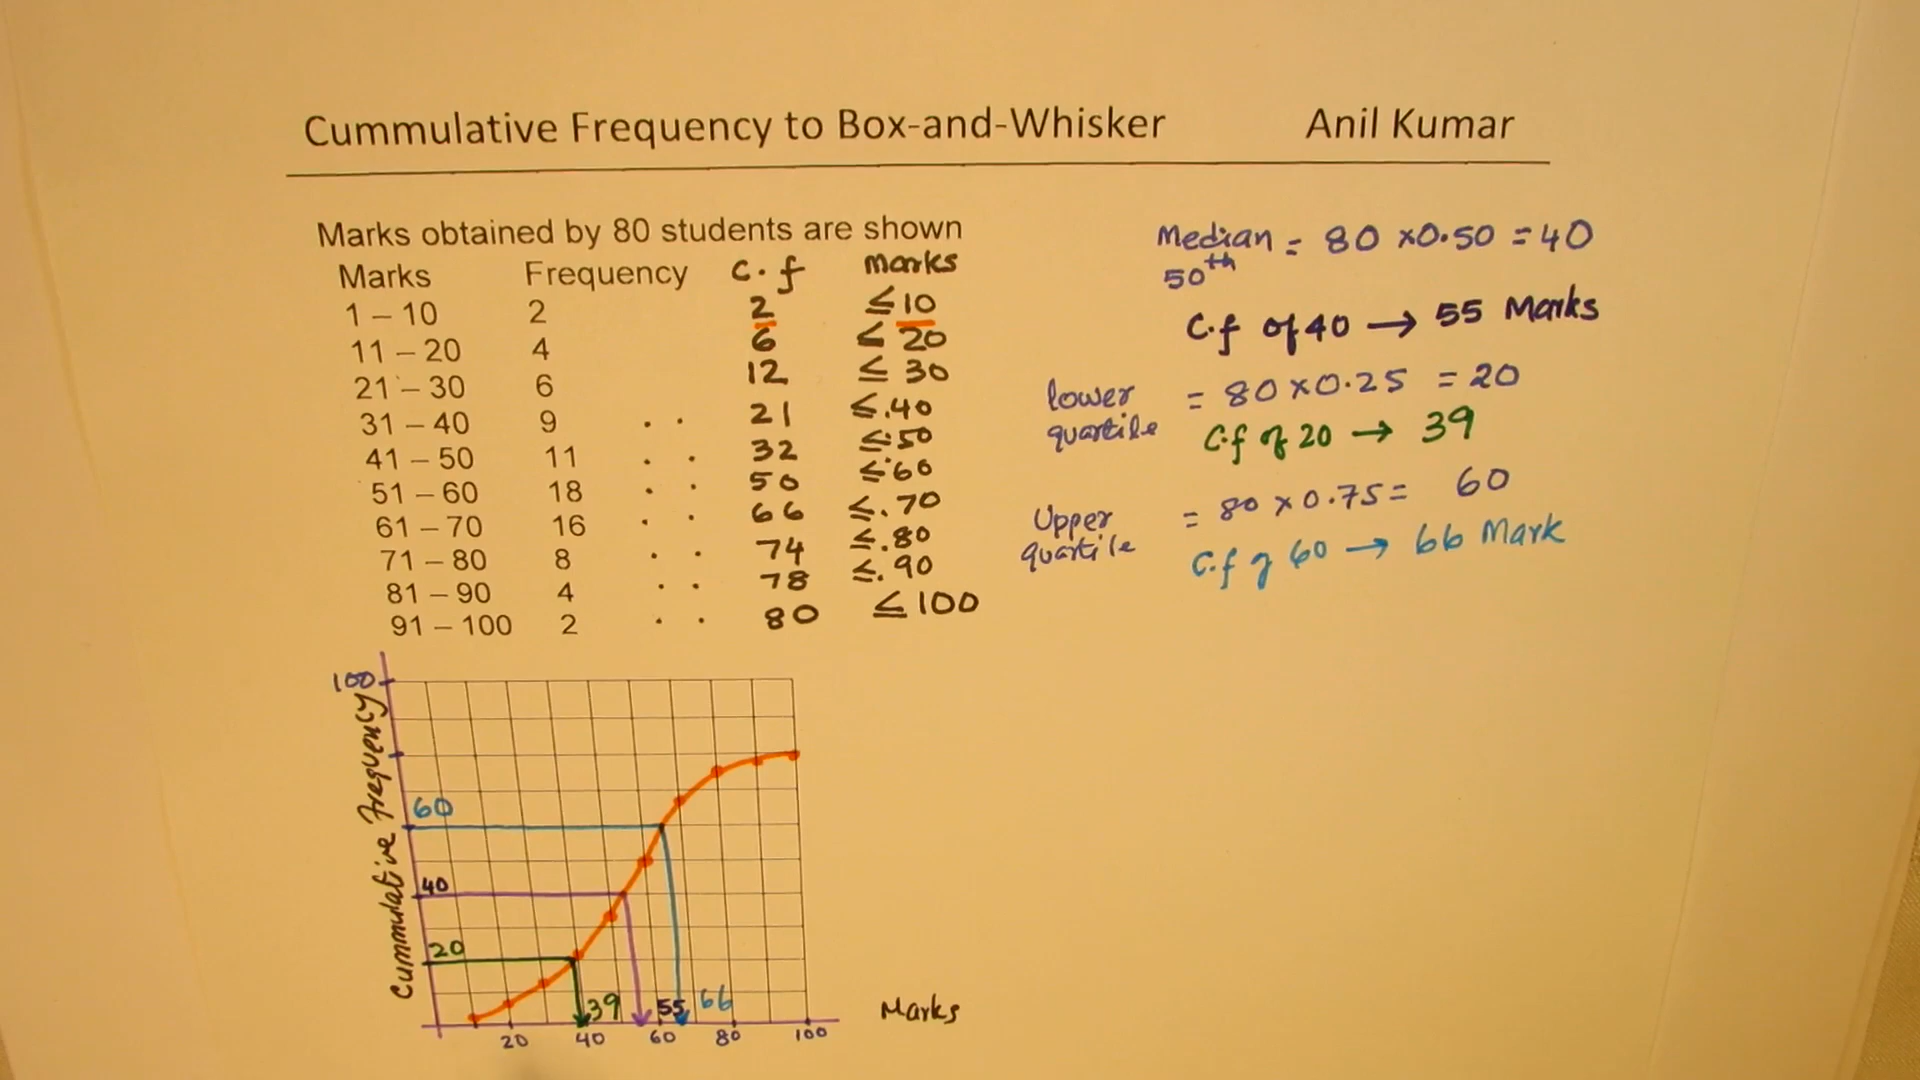 Cummulative Frequency to Box-and-Whisker Anil Kumar
Marks obtained by 80 students are shown
Marks Frequency c.f marks
1 – 10 2 2 ≤ 10
11 – 20 4 6 ≤ 20
21 – 30 6 12 ≤ 30
31 – 40 9 .. 21 ≤ 40
41 – 50 11 .. 32 ≤ 50
51 – 60 18 .. 50 ≤ 60
61 – 70 16 .. 66 ≤ 70
71 – 80 8 .. 74 ≤ 80
81 – 90 4 .. 78 ≤ 90
91 – 100 2 .. 80 ≤ 100
Median = 80 x0.50 = 40
50th
C.f of 40 → 55 Marks
lower quartile = 80 x0.25 = 20
C.f of 20 → 39
Upper quartile = 80 x 0.75 = 60
C.f of 60 → 66 Mark
100
60
40
20
Cummulative Frequency
39 55 66
20 40 60 80 100
Marks